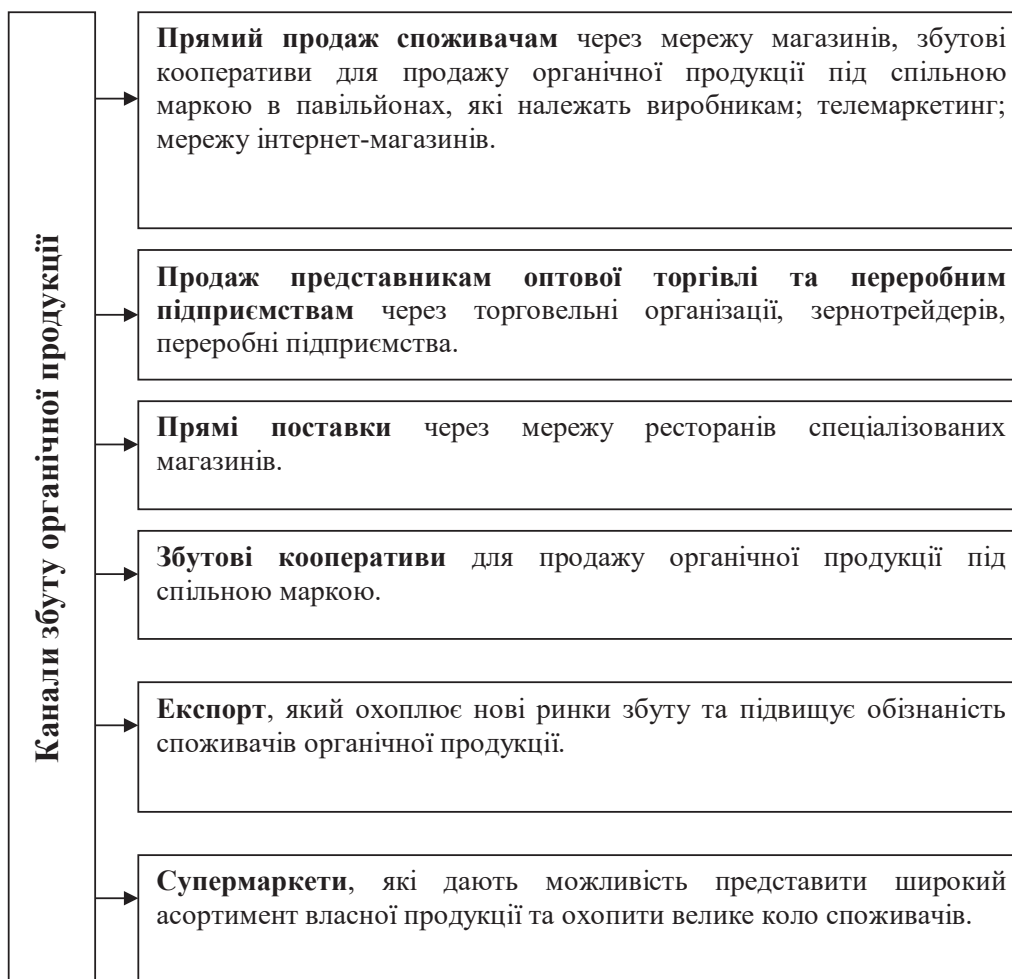 Канали збуту органічної продукції
Прямий продаж споживачам через мережу магазинів, збутові
кооперативи для продажу органічної продукції під спільною
маркою в павільйонах, які належать виробникам; телемаркетинг;
мережу інтернет-магазинів.
Продаж представникам оптової торгівлі та переробним
підприємствам через торговельні організації, зернотрейдерів,
переробні підприємства.
Прямі поставки через мережу ресторанів спеціалізованих
магазинів.
Збутові кооперативи для продажу органічної продукції під
спільною маркою.
Експорт, який охоплює нові ринки збуту та підвищує обізнаність
споживачів органічної продукції.
Супермаркети, які дають можливість представити широкий
асортимент власної продукції та охопити велике коло споживачів.